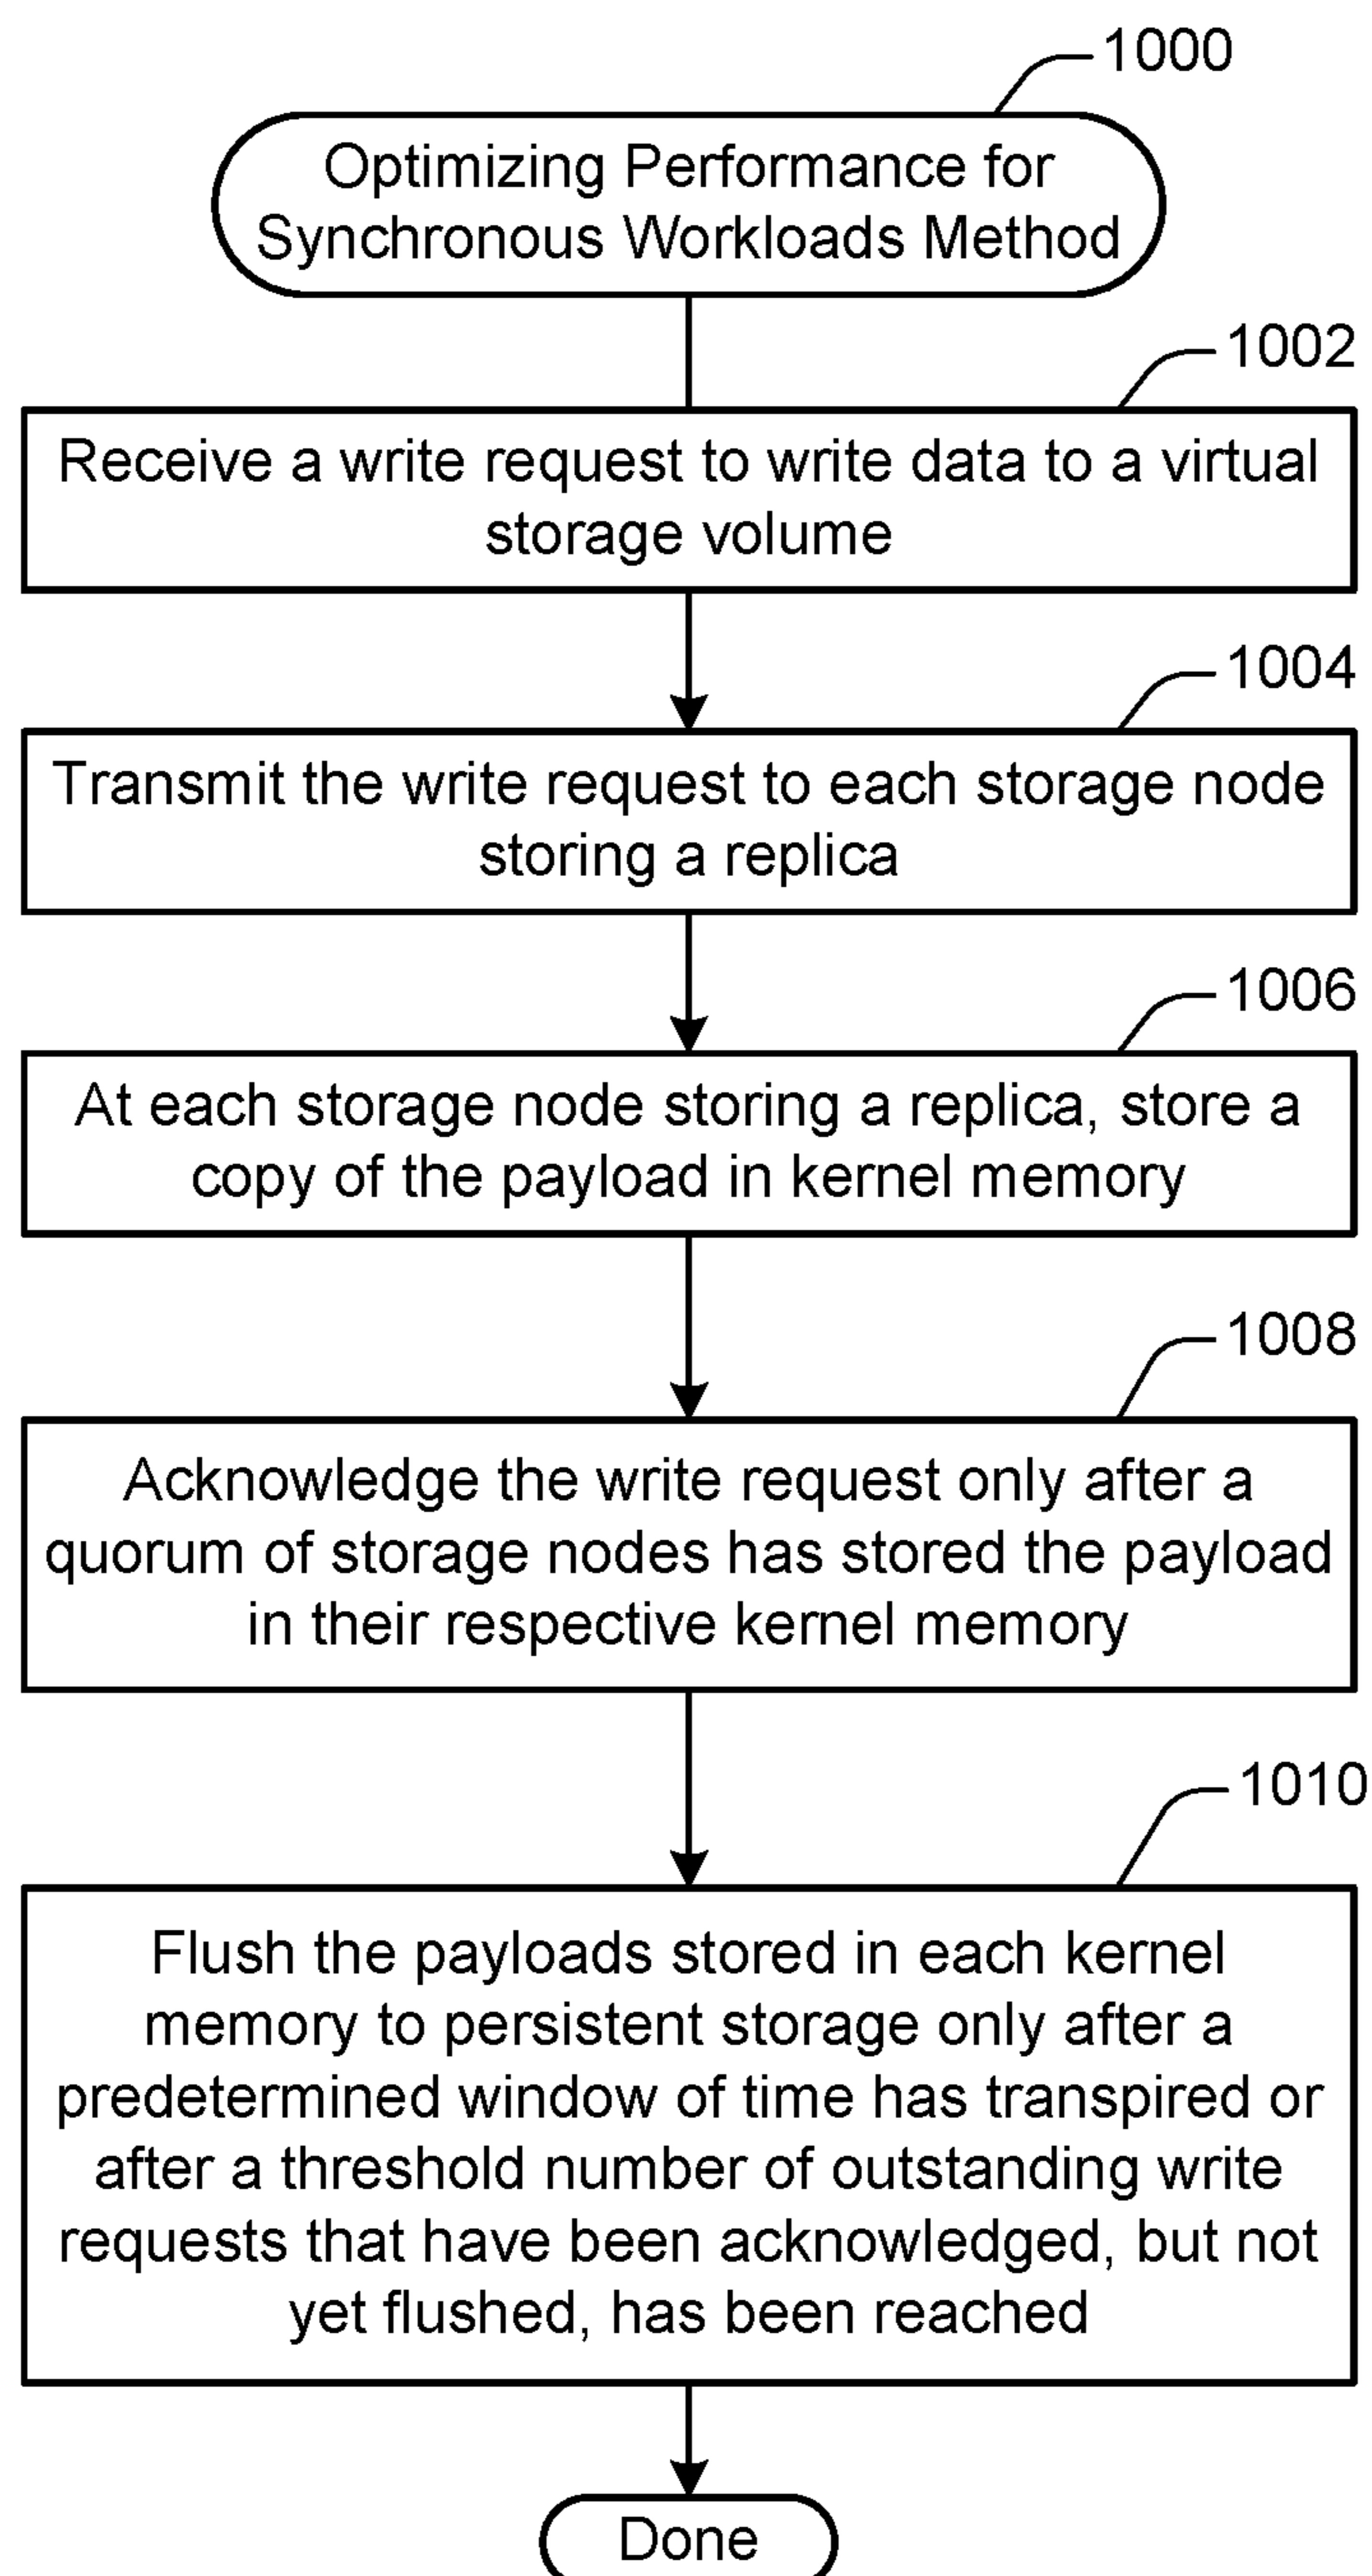 1000
Optimizing Performance for
Synchronous Workloads Method
1002
Receive a write request to write data to a virtual
storage volume
1004
Transmit the write request to each storage node
storing a replica
1006
At each storage node storing a replica, store a
copy of the payload in kernel memory
1008
Acknowledge the write request only after a
quorum of storage nodes has stored the payload
in their respective kernel memory
1010
Flush the payloads stored in each kernel
memory to persistent storage only after a
predetermined window of time has transpired or
after a threshold number of outstanding write
requests that have been acknowledged, but not
yet flushed, has been reached
Done